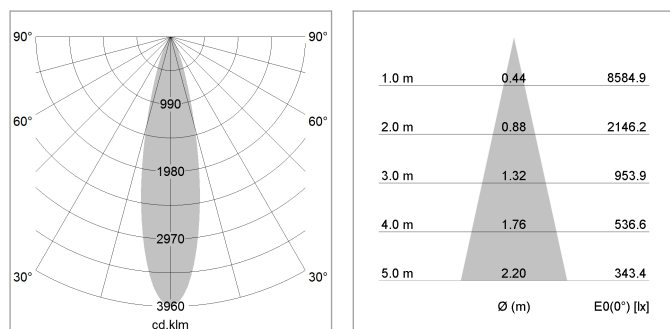 90° 90°
990
60° 60°
1980
2970
30° 30°
3960
cd.klm
1.0 m 0.44 8584.9
2.0 m 0.88 2146.2
3.0 m 1.32 953.9
4.0 m 1.76 536.6
5.0 m 2.20 343.4
Ø (m) E0(0°) [lx]